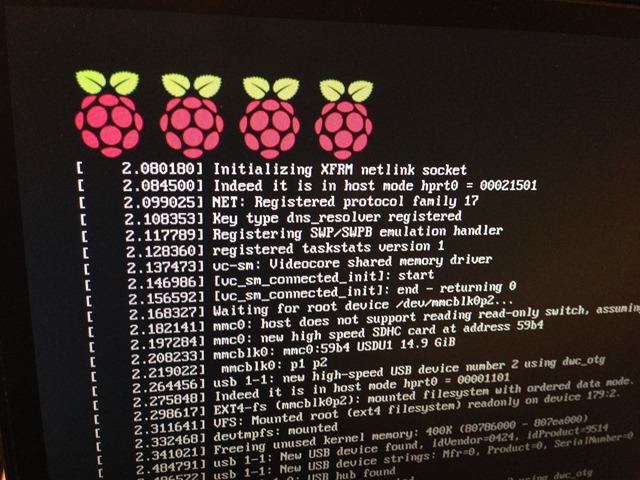 [ 2.080180] Initializing XFRM netlink socket
[ 2.084500] Indeed it is in host mode hprt0 = 00021501
[ 2.099025] NET: Registered protocol family 17
[ 2.108353] Key type dns_resolver registered
[ 2.117789] Registering SWP/SWPB emulation handler
[ 2.128360] registered taskstats version 1
[ 2.137473] vc-sm: Videocore shared memory driver
[ 2.146986] [vc_sm_connected_init]: start
[ 2.156592] [vc_sm_connected_init]: end - returning 0
[ 2.168327] Waiting for root device /dev/mmcblk0p2...
[ 2.182141] mmc0: host does not support reading read-only switch, assuming
[ 2.197284] mmc0: new high speed SDHC card at address 59b4
[ 2.208233] mmcblk0: mmc0:59b4 USDU1 14.9 GiB
[ 2.219022] mmcblk0: p1 p2
[ 2.264456] usb 1-1: new high-speed USB device number 2 using dwc_otg
[ 2.275848] Indeed it is in host mode hprt0 = 00001101
[ 2.298617] EXT4-fs (mmcblk0p2): mounted filesystem with ordered data mode.
[ 2.311641] VFS: Mounted root (ext4 filesystem) readonly on device 179:2.
[ 2.332468] devtmpfs: mounted
[ 2.341021] Freeing unused kernel memory: 400K (80786000 - 807ea000)
[ 2.484791] usb 1-1: New USB device found, idVendor=0424, idProduct=9514
usb 1-1: New USB device strings: Mfr=0, Product=0, SerialNumber=0
USB hub found
using dwc_otg